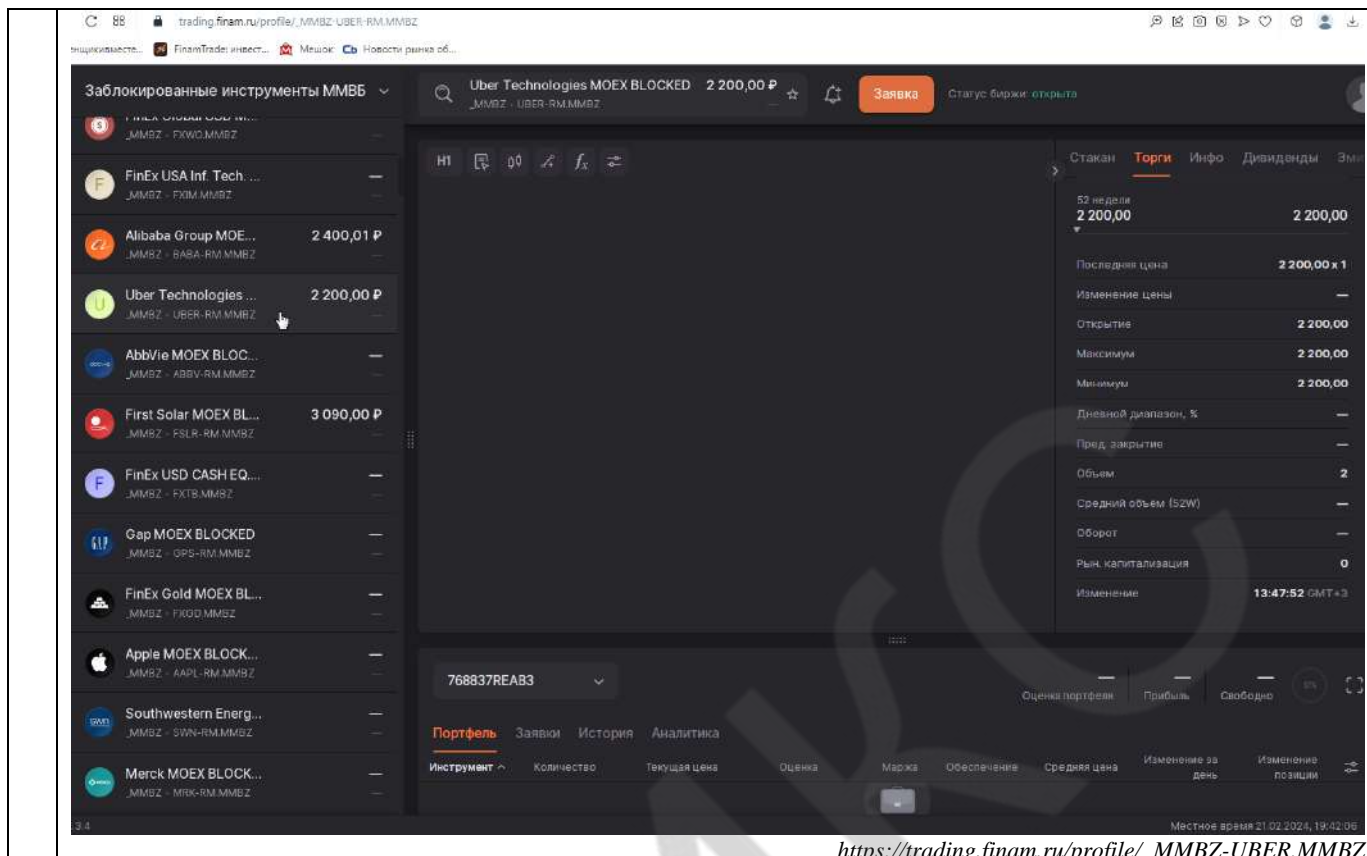 trading.finam.ru/profile/_MMBZ-UBER-RM.MMBZ
FinamTrade: инвест... Мешок Сb Новости рынка об...
Заблокированные инструменты ММВБ
_MMBZ - FXWO.MMBZ —
FinEx USA Inf. Tech. ... —
_MMBZ - FXIM.MMBZ —
Alibaba Group MOE... 2 400,01 ₽
_MMBZ - BABA-RM.MMBZ —
Uber Technologies ... 2 200,00 ₽
_MMBZ - UBER-RM.MMBZ —
AbbVie MOEX BLOC... —
_MMBZ - ABBV-RM.MMBZ —
First Solar MOEX BL... 3 090,00 ₽
_MMBZ - FSLR-RM.MMBZ —
FinEx USD CASH EQ.... —
_MMBZ - FXTB.MMBZ —
Gap MOEX BLOCKED —
_MMBZ - GPS-RM.MMBZ —
FinEx Gold MOEX BL... —
_MMBZ - FXGD.MMBZ —
Apple MOEX BLOCK... —
_MMBZ - AAPL-RM.MMBZ —
Southwestern Energ... —
_MMBZ - SWN-RM.MMBZ —
Merck MOEX BLOCK... —
_MMBZ - MRK-RM.MMBZ —
Uber Technologies MOEX BLOCKED 2 200,00 ₽
_MMBZ - UBER-RM.MMBZ —
Заявка
Статус биржи: открыта
H1
Стакан Торги Инфо Дивиденды Эми
52 недели
2 200,00 2 200,00
Последняя цена 2 200,00 x 1
Изменение цены —
Открытие 2 200,00
Максимум 2 200,00
Минимум 2 200,00
Дневной диапазон, % —
Пред. закрытие —
Объем 2
Средний объем (52W) —
Оборот —
Рын. капитализация 0
Изменение 13:47:52 GMT+3
768837REAB3
— — —
Оценка портфеля Прибыль Свободно
Портфель Заявки История Аналитика
Инструмент Количество Текущая цена Оценка Маржа Обеспечение Средняя цена Изменение за день Изменение позиции
3.4
Местное время 21.02.2024, 19:42:06
https://trading.finam.ru/profile/_MMBZ-UBER.MMBZ